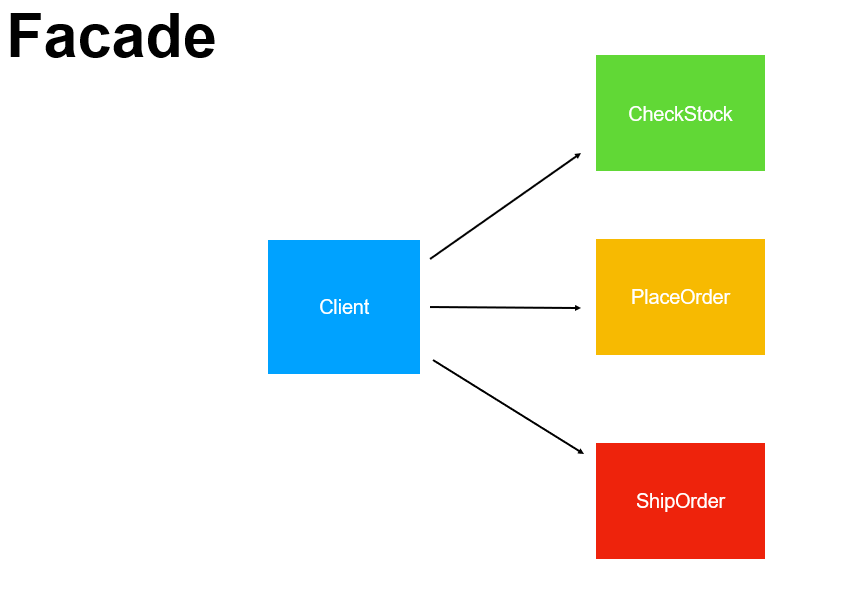 Facade
CheckStock
Client
PlaceOrder
ShipOrder